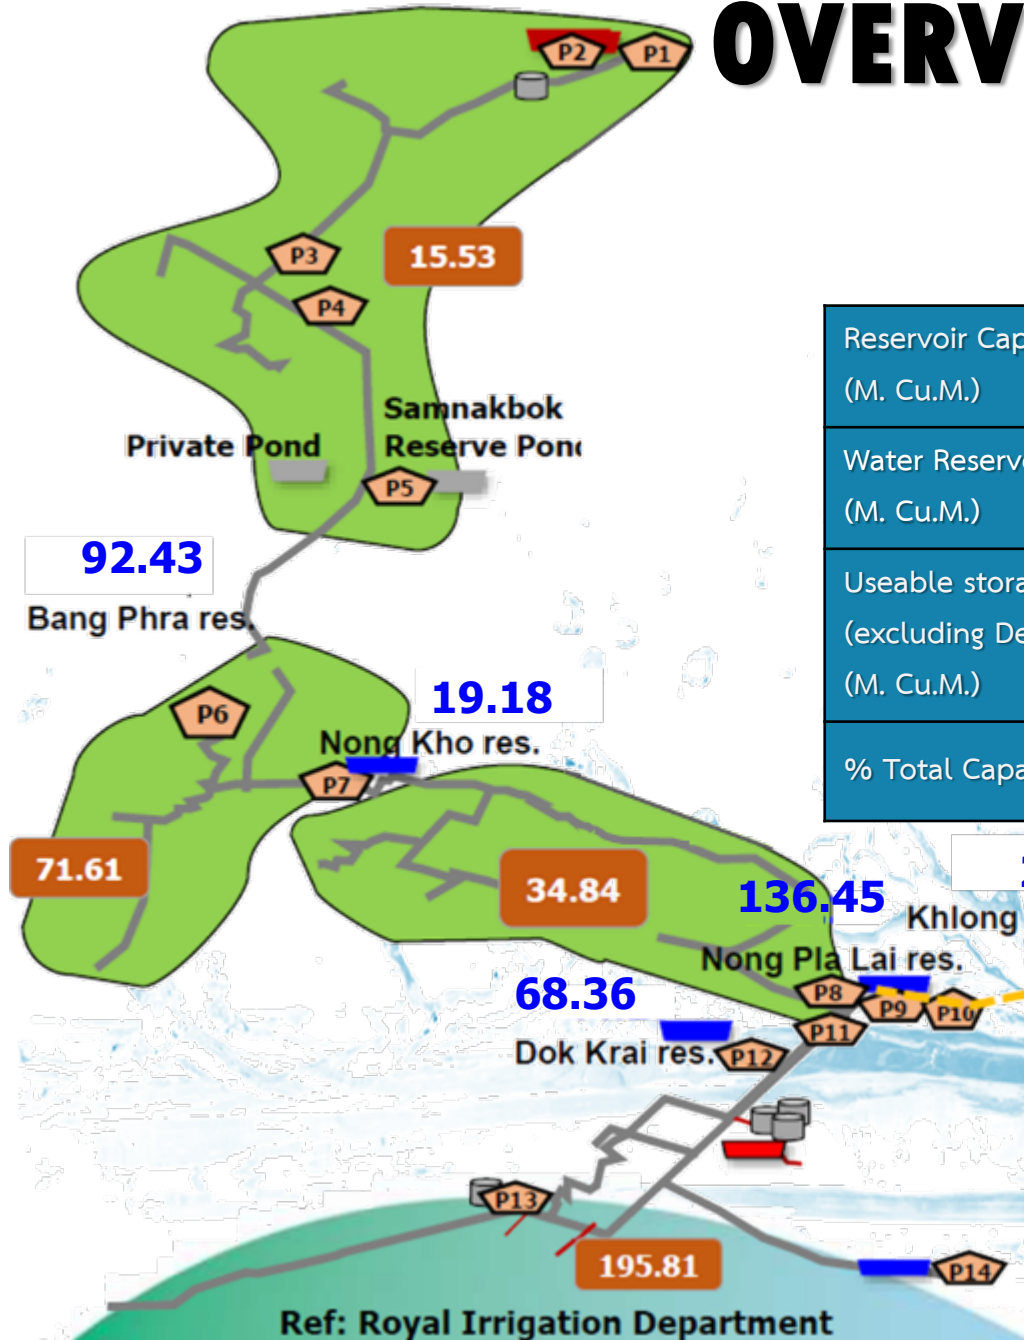 OVERV
P2
P1
P3
15.53
P4
Samnakbok
Private Pond
Reserve Pond
P5
92.43
Bang Phra res.
Reservoir Cap
(M. Cu.M.)
Water Reserv
(M. Cu.M.)
Useable stora
(excluding De
(M. Cu.M.)
% Total Capa
P6
19.18
Nong Kho res.
P7
71.61
34.84
136.45
Khlong
Nong Pla Lai res.
68.36
P8
P9
P10
P11
Dok Krai res.
P12
P13
195.81
P14
Ref: Royal Irrigation Department